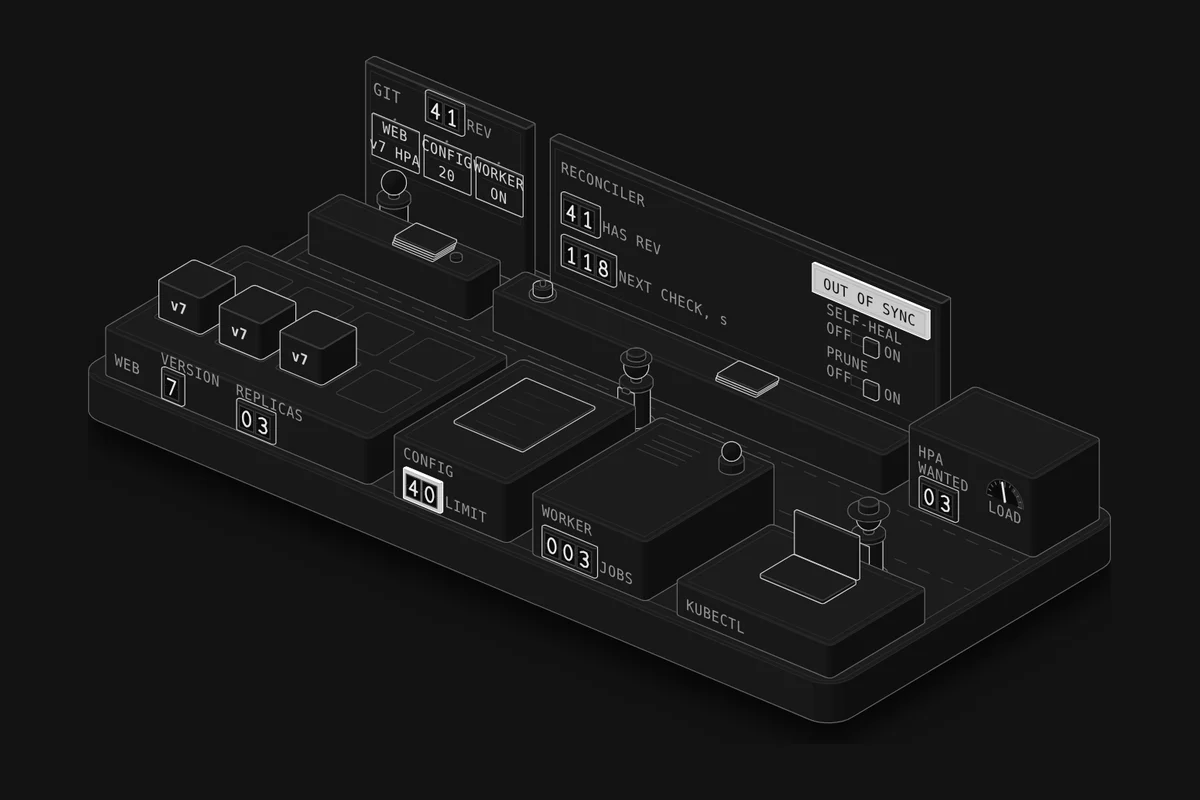 GIT
41 REV
WEB
v7 HPA
CONFIG
20
WORKER
ON
RECONCILER
41 HAS REV
118 NEXT CHECK, s
OUT OF SYNC
SELF-HEAL
OFF ON
PRUNE
OFF ON
v7
v7
v7
WEB
VERSION
7
REPLICAS
03
CONFIG
40 LIMIT
WORKER
003 JOBS
KUBECTL
HPA
WANTED
03
LOAD